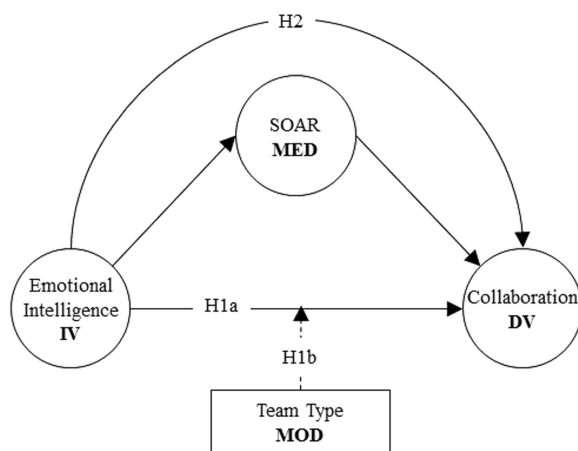 H2
SOAR
MED
Emotional
Intelligence
IV
H1a
Collaboration
DV
H1b
Team Type
MOD